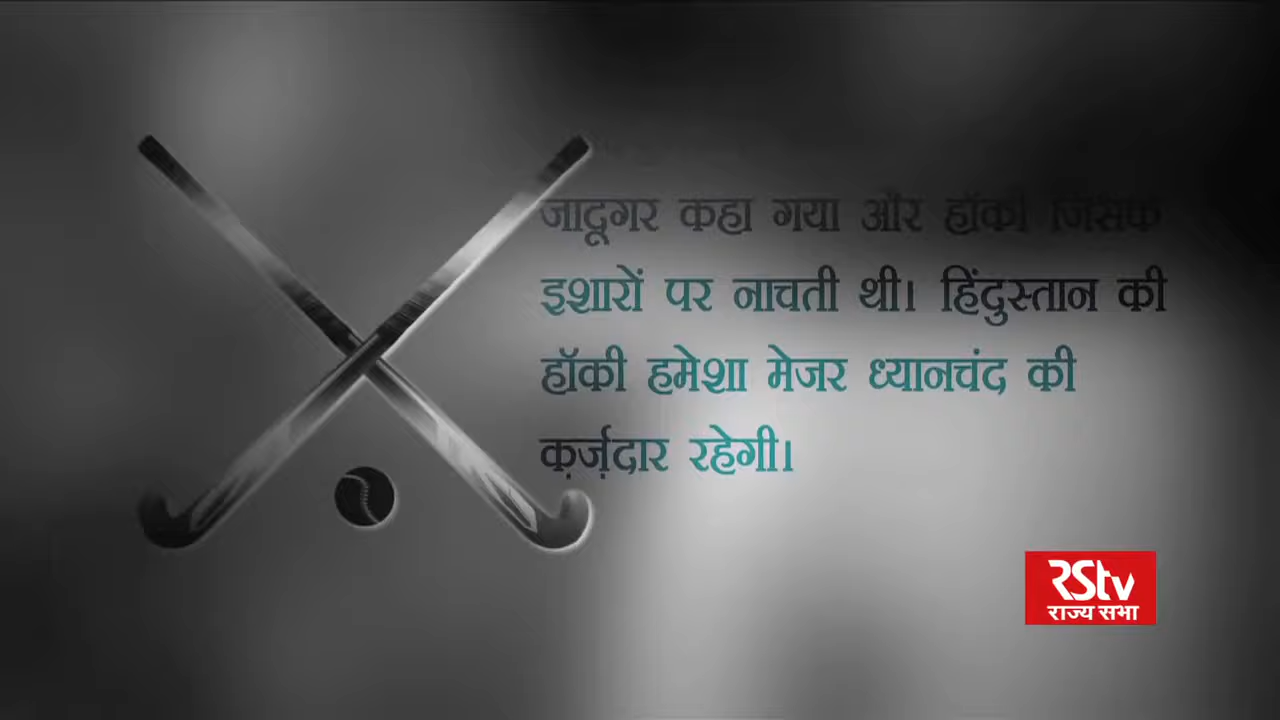 जादूगर कहा गया और हॉकी जिसके
इशारों पर नाचती थी। हिंदुस्तान की
हॉकी हमेशा मेजर ध्यानचंद की
क़र्ज़दार रहेगी।
RStv
राज्य सभा